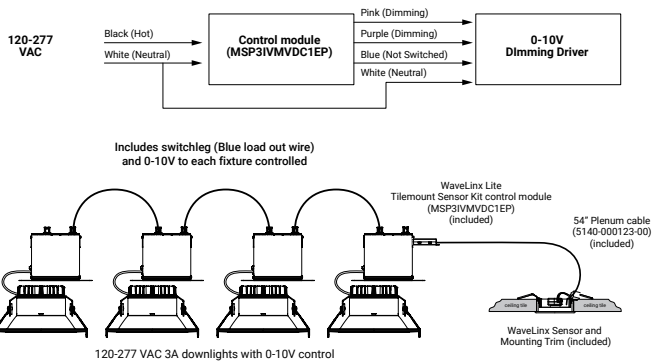 120-277
VAC
Black (Hot)
White (Neutral)
Control module
(MSP3IVMVDC1EP)
Pink (Dimming)
Purple (Dimming)
Blue (Not Switched)
White (Neutral)
0-10V
DImming Driver
Includes switchleg (Blue load out wire)
and 0-10V to each fixture controlled
WaveLinx Lite
Tilemount Sensor Kit control module
(MSP3IVMVDC1EP)
(included)
54" Plenum cable
(5140-000123-00)
(included)
ceiling tile
ceiling tile
WaveLinx Sensor and
Mounting Trim (included)
120-277 VAC 3A downlights with 0-10V control